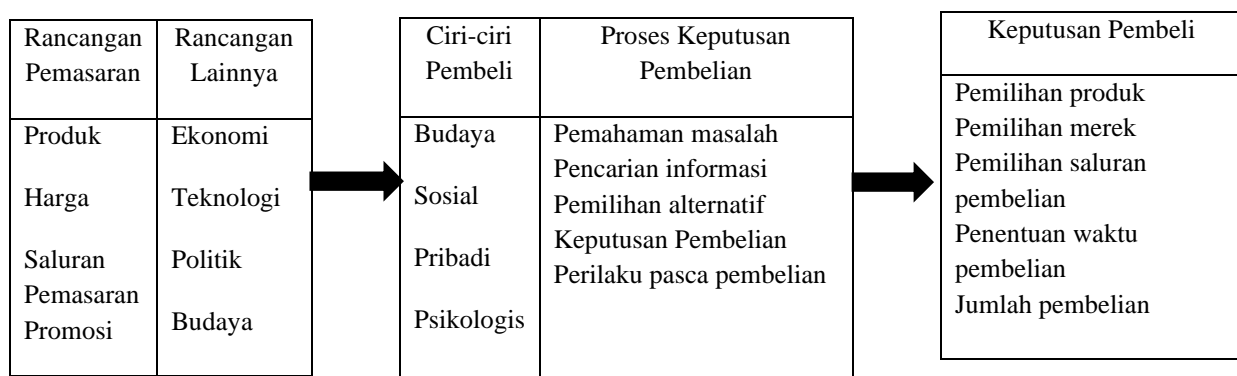 Rancangan
Pemasaran
Rancangan
Lainnya
Produk
Harga
Saluran
Pemasaran
Promosi
Ekonomi
Teknologi
Politik
Budaya
Ciri-ciri
Pembeli
Proses Keputusan
Pembelian
Budaya
Sosial
Pribadi
Psikologis
Pemahaman masalah
Pencarian informasi
Pemilihan alternatif
Keputusan Pembelian
Perilaku pasca pembelian
Keputusan Pembeli
Pemilihan produk
Pemilihan merek
Pemilihan saluran
pembelian
Penentuan waktu
pembelian
Jumlah pembelian